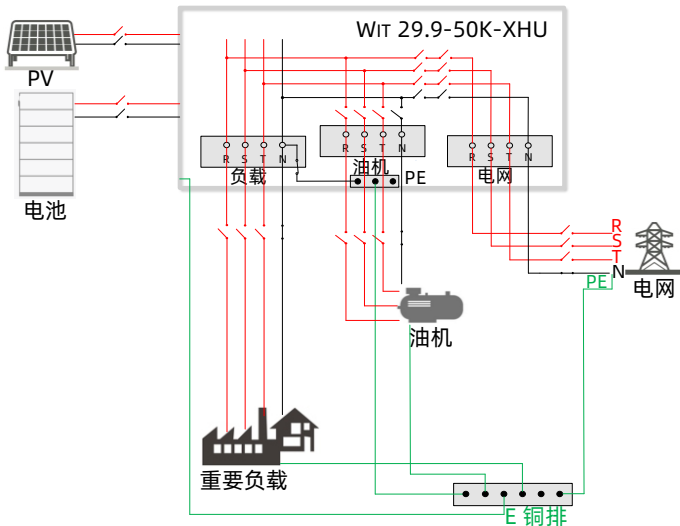 WIT 29.9-50K-XHU
PV
电池
R S T N
负载
R S T N
油机
PE
R S T N
电网
R
S
T
N
PE
电网
油机
重要负载
E 铜排